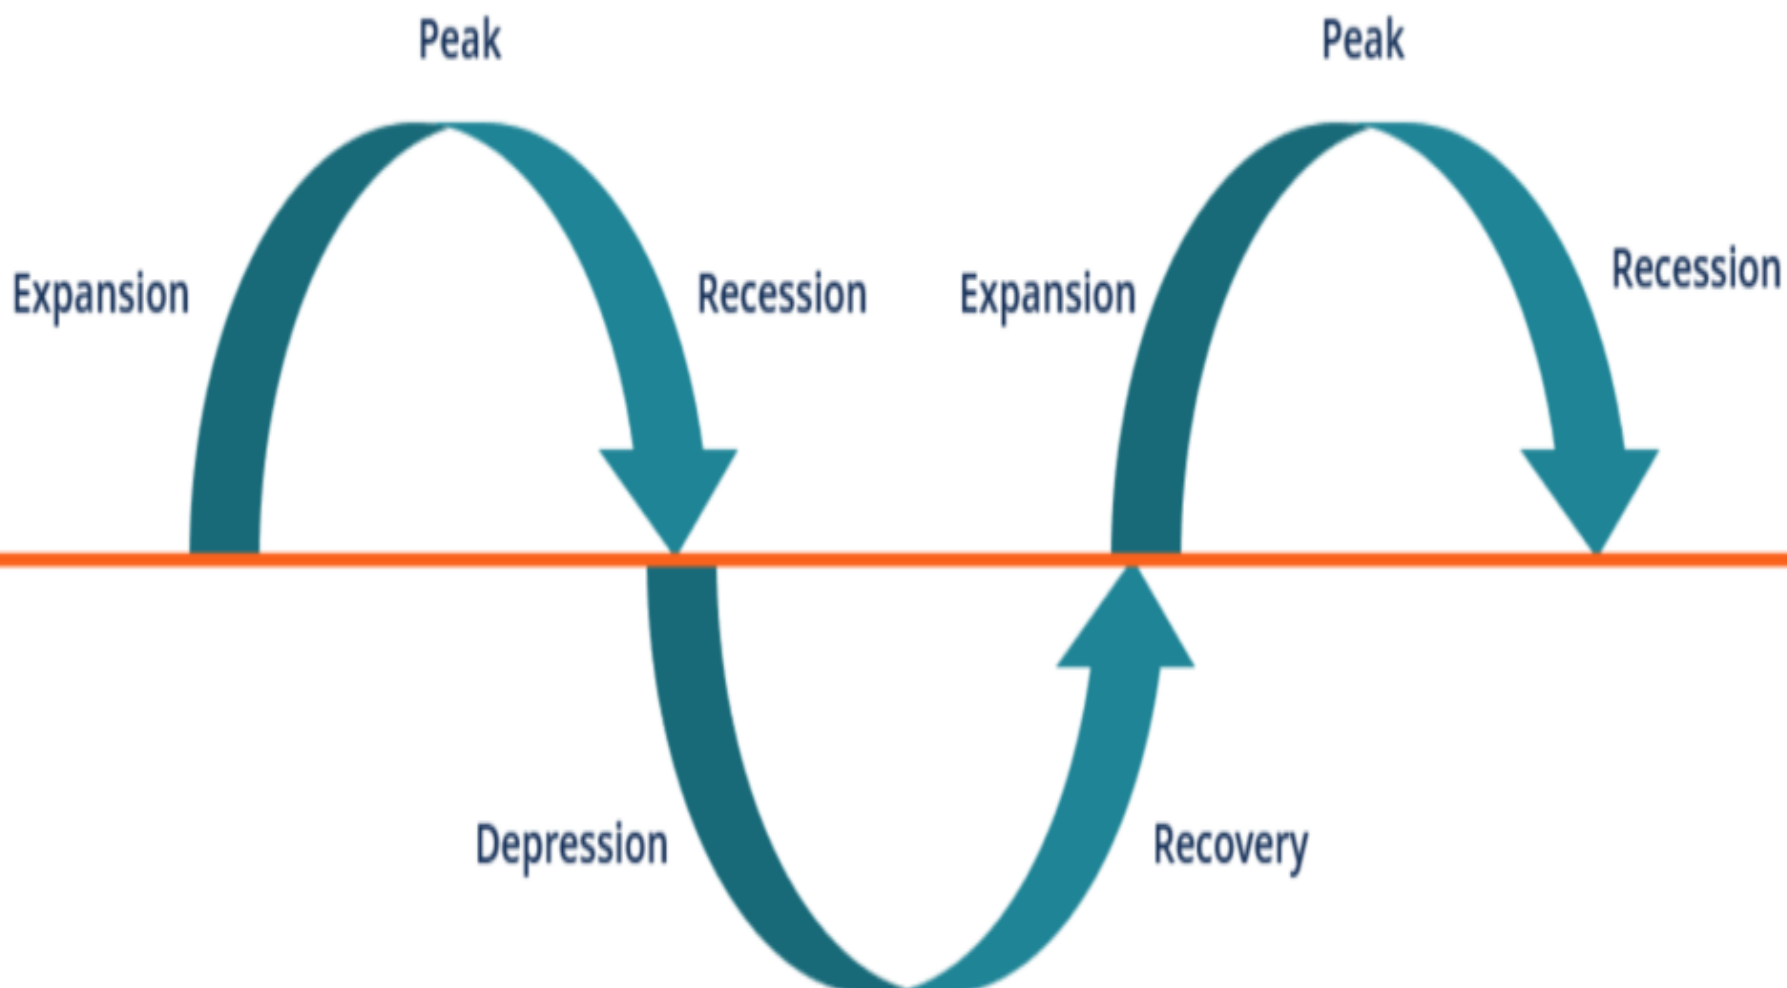 Peak
Peak
Expansion
Recession
Expansion
Recession
Depression
Recovery